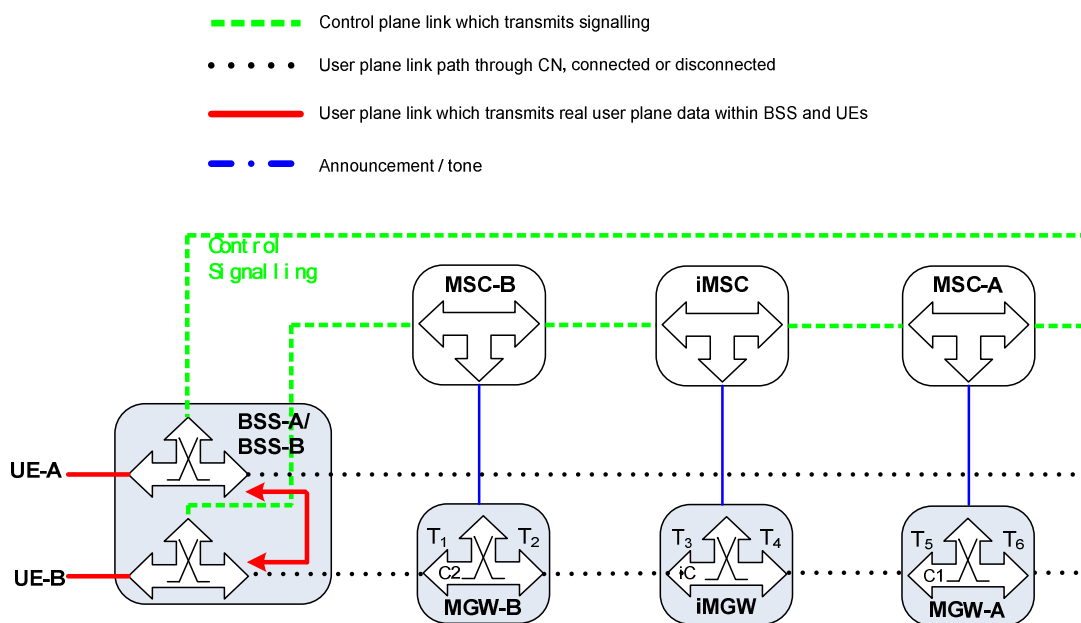 Control plane link which transmits signalling
User plane link path through CN, connected or disconnected
User plane link which transmits real user plane data within BSS and UEs
Announcement / tone
Control
Signalling
MSC-B
iMSC
MSC-A
BSS-A/
BSS-B
UE-A
UE-B
T1
T2
C2
MGW-B
T3
T4
iC
iMGW
T5
T6
C1
MGW-A